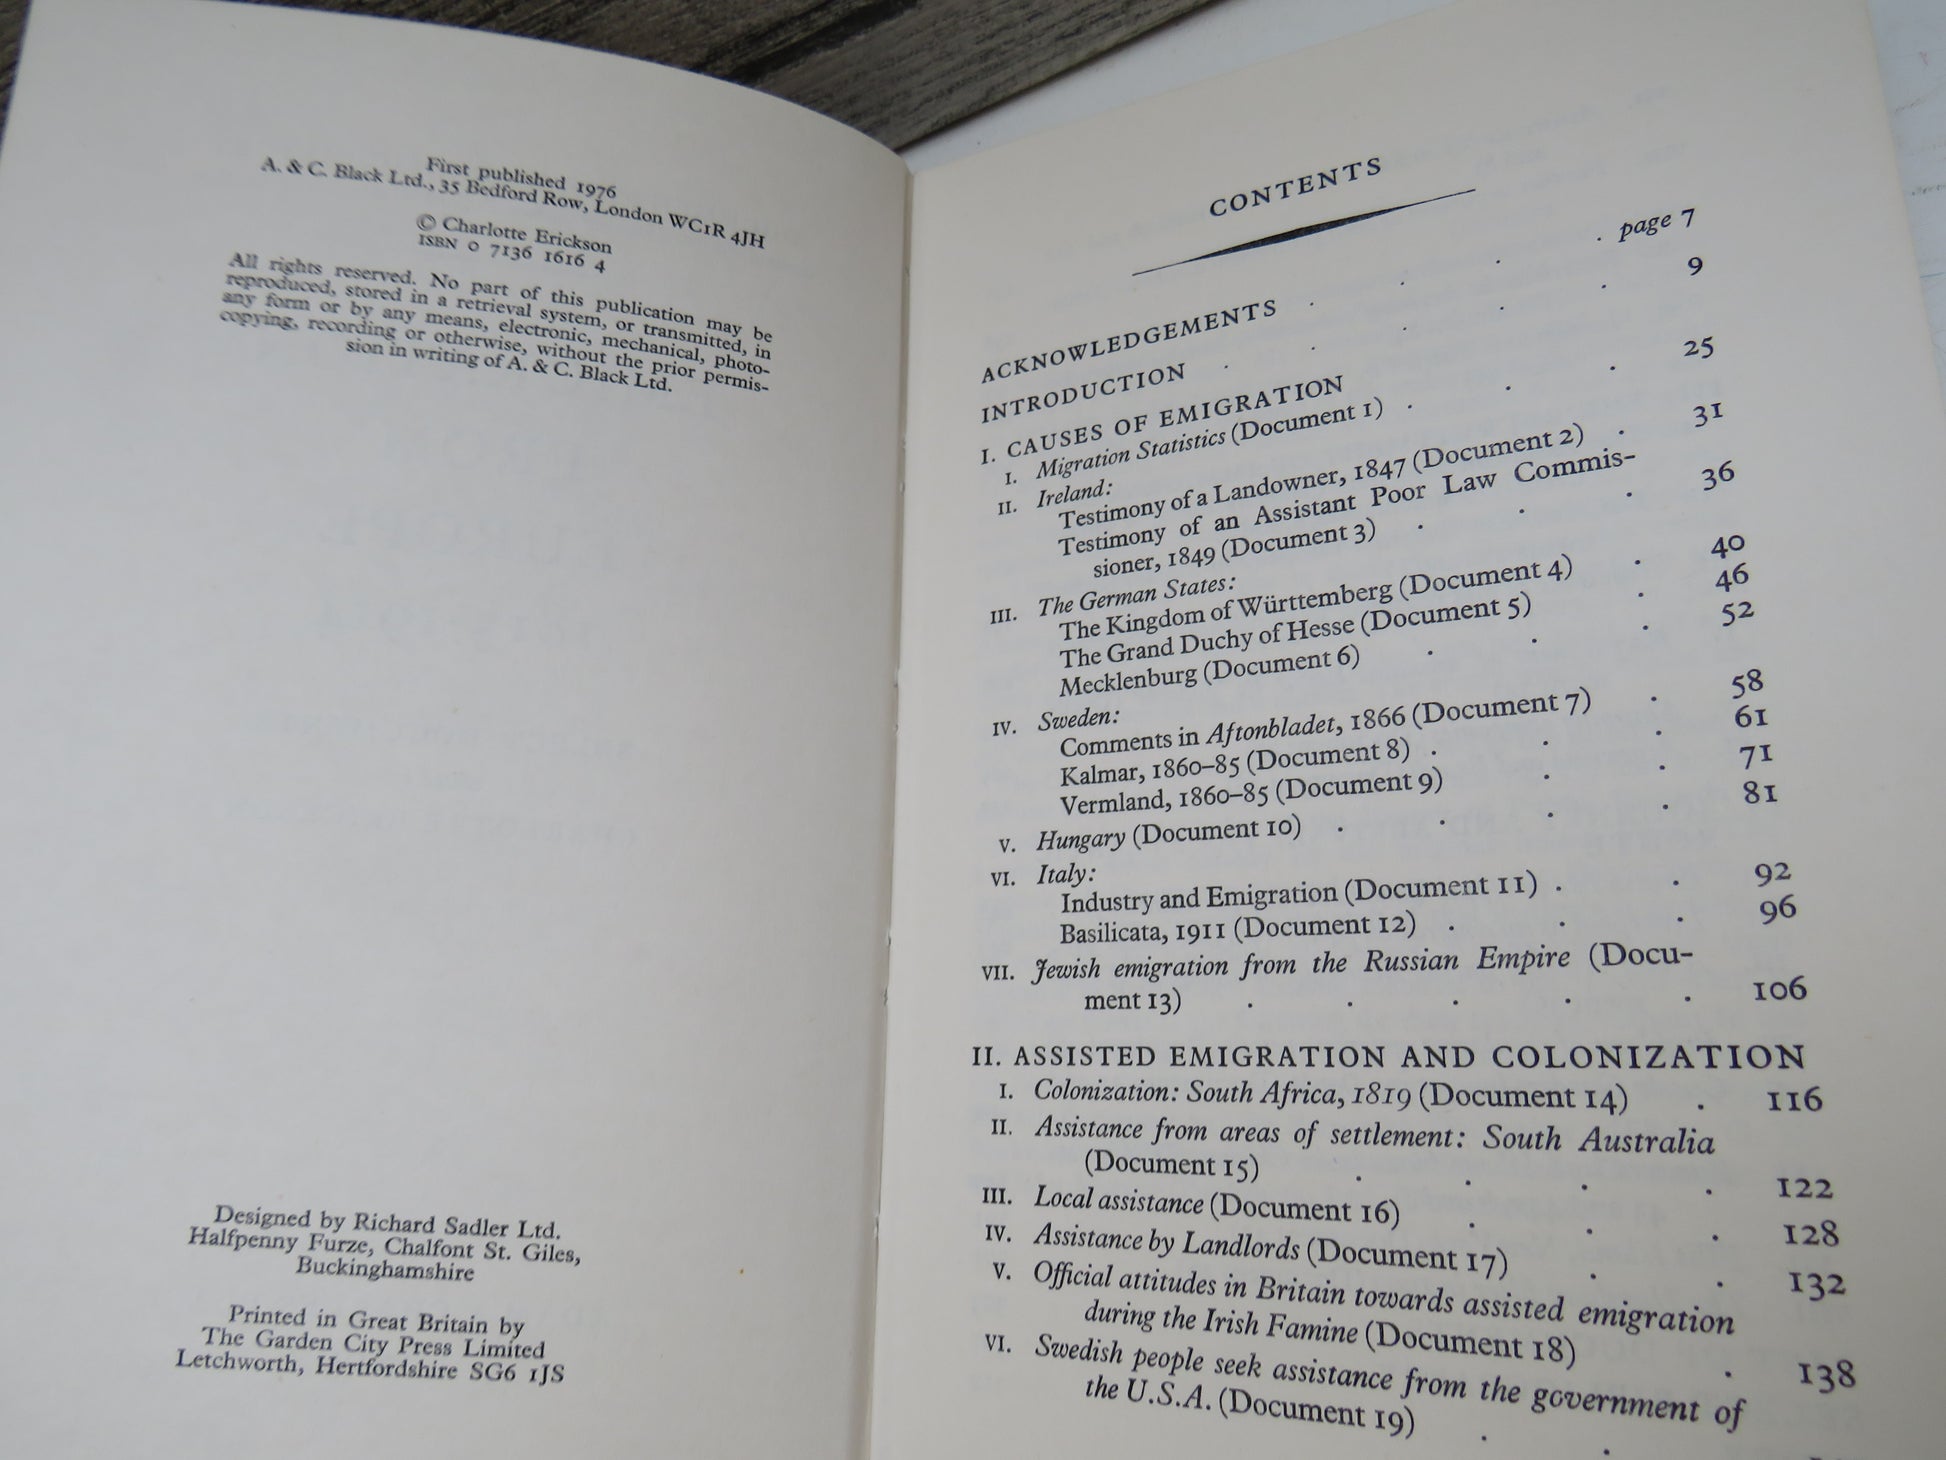 First published 1976
A. & C. Black Ltd., 35 Bedford Row, London WC1R 4JH
© Charlotte Erickson
ISBN 0 7136 1616 4
All rights reserved. No part of this publication may be
reproduced, stored in a retrieval system, or transmitted, in
any form or by any means, electronic, mechanical, photo-
copying, recording or otherwise, without the prior permis-
sion in writing of A. & C. Black Ltd.
Designed by Richard Sadler Ltd.
Halfpenny Furze, Chalfont St. Giles,
Buckinghamshire
Printed in Great Britain by
The Garden City Press Limited
Letchworth, Hertfordshire SG6 1JS
CONTENTS
ACKNOWLEDGEMENTS . . . . page 7
INTRODUCTION . . . . . 9
I. CAUSES OF EMIGRATION
I. Migration Statistics (Document 1) . . . 25
II. Ireland:
Testimony of a Landowner, 1847 (Document 2) . 31
Testimony of an Assistant Poor Law Commis-
sioner, 1849 (Document 3) . . . 36
III. The German States:
The Kingdom of Württemberg (Document 4) . 40
The Grand Duchy of Hesse (Document 5) . 46
Mecklenburg (Document 6) . . . 52
IV. Sweden:
Comments in Aftonbladet, 1866 (Document 7) . 58
Kalmar, 1860–85 (Document 8) . . . 61
Vermland, 1860–85 (Document 9) . . 71
V. Hungary (Document 10) . . . . 81
VI. Italy:
Industry and Emigration (Document 11) . . 92
Basilicata, 1911 (Document 12) . . . 96
VII. Jewish emigration from the Russian Empire (Docu-
ment 13) . . . . . 106
II. ASSISTED EMIGRATION AND COLONIZATION
I. Colonization: South Africa, 1819 (Document 14) . 116
II. Assistance from areas of settlement: South Australia
(Document 15) . . . . 122
III. Local assistance (Document 16) . . . 128
IV. Assistance by Landlords (Document 17) . . 132
V. Official attitudes in Britain towards assisted emigration
during the Irish Famine (Document 18) . 138
VI. Swedish people seek assistance from the government of
the U.S.A. (Document 19) . .